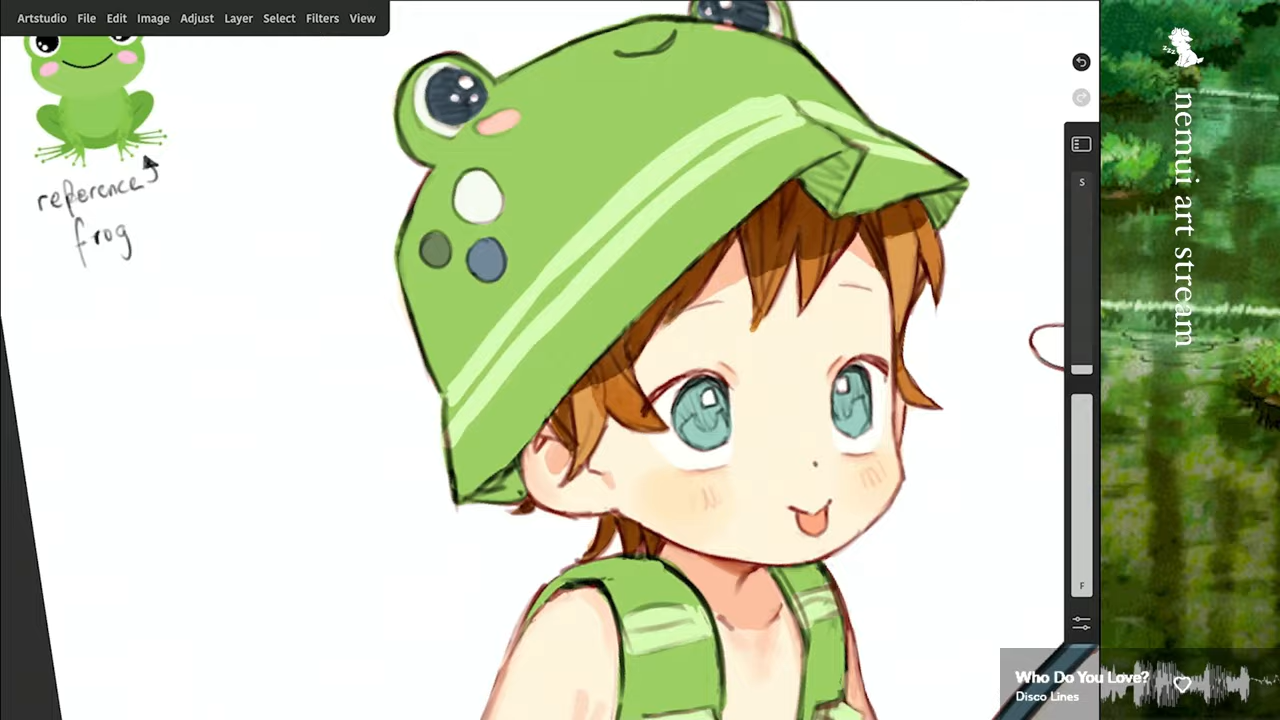 Artstudio File Edit Image Adjust Layer Select Filters View
reference
frog
S
F
zzz
nemui art stream
Who Do You Love?
Disco Lines